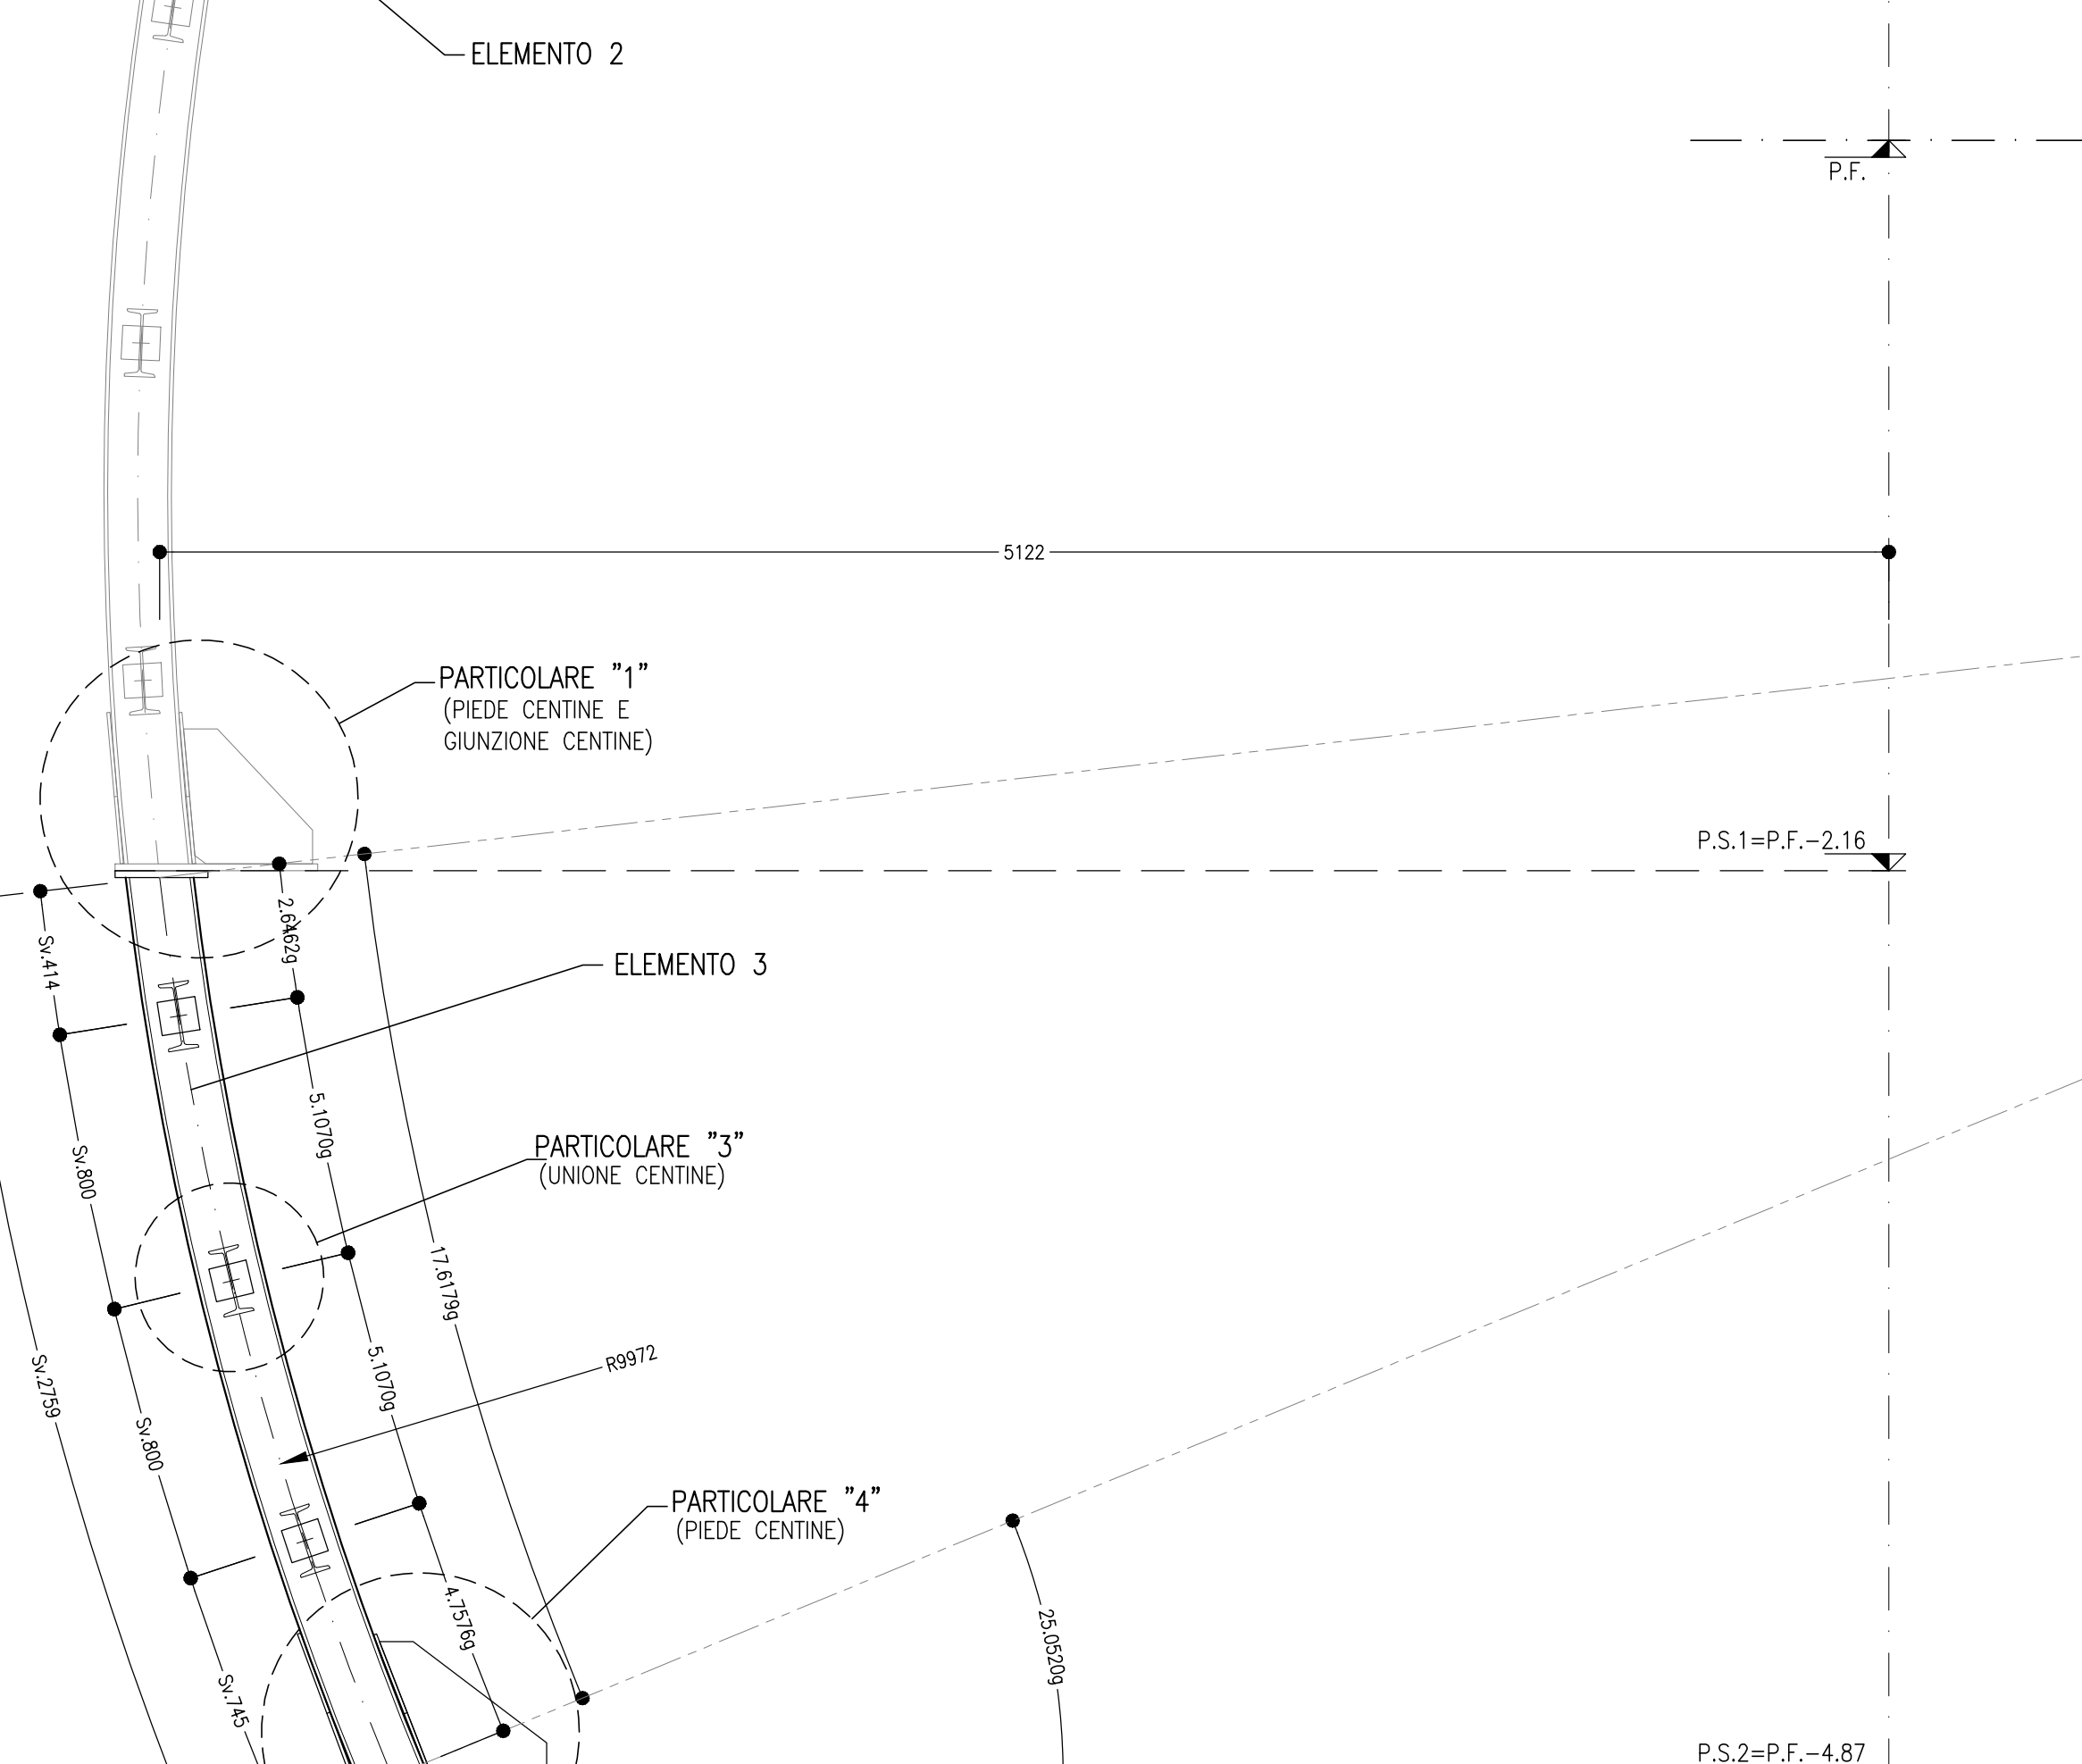 ELEMENTO 2
P.F.
5122
PARTICOLARE "1"
(PIEDE CENTINE E
GIUNZIONE CENTINE)
P.S.1=P.F.-2.16
2.6462g
Sv.414
ELEMENTO 3
5.1070g
PARTICOLARE "3"
(UNIONE CENTINE)
Sv.800
17.6179g
R9972
5.1070g
Sv.2759
Sv.800
PARTICOLARE "4"
(PIEDE CENTINE)
4.7576g
25.0520g
Sv.745
P.S.2=P.F.-4.87